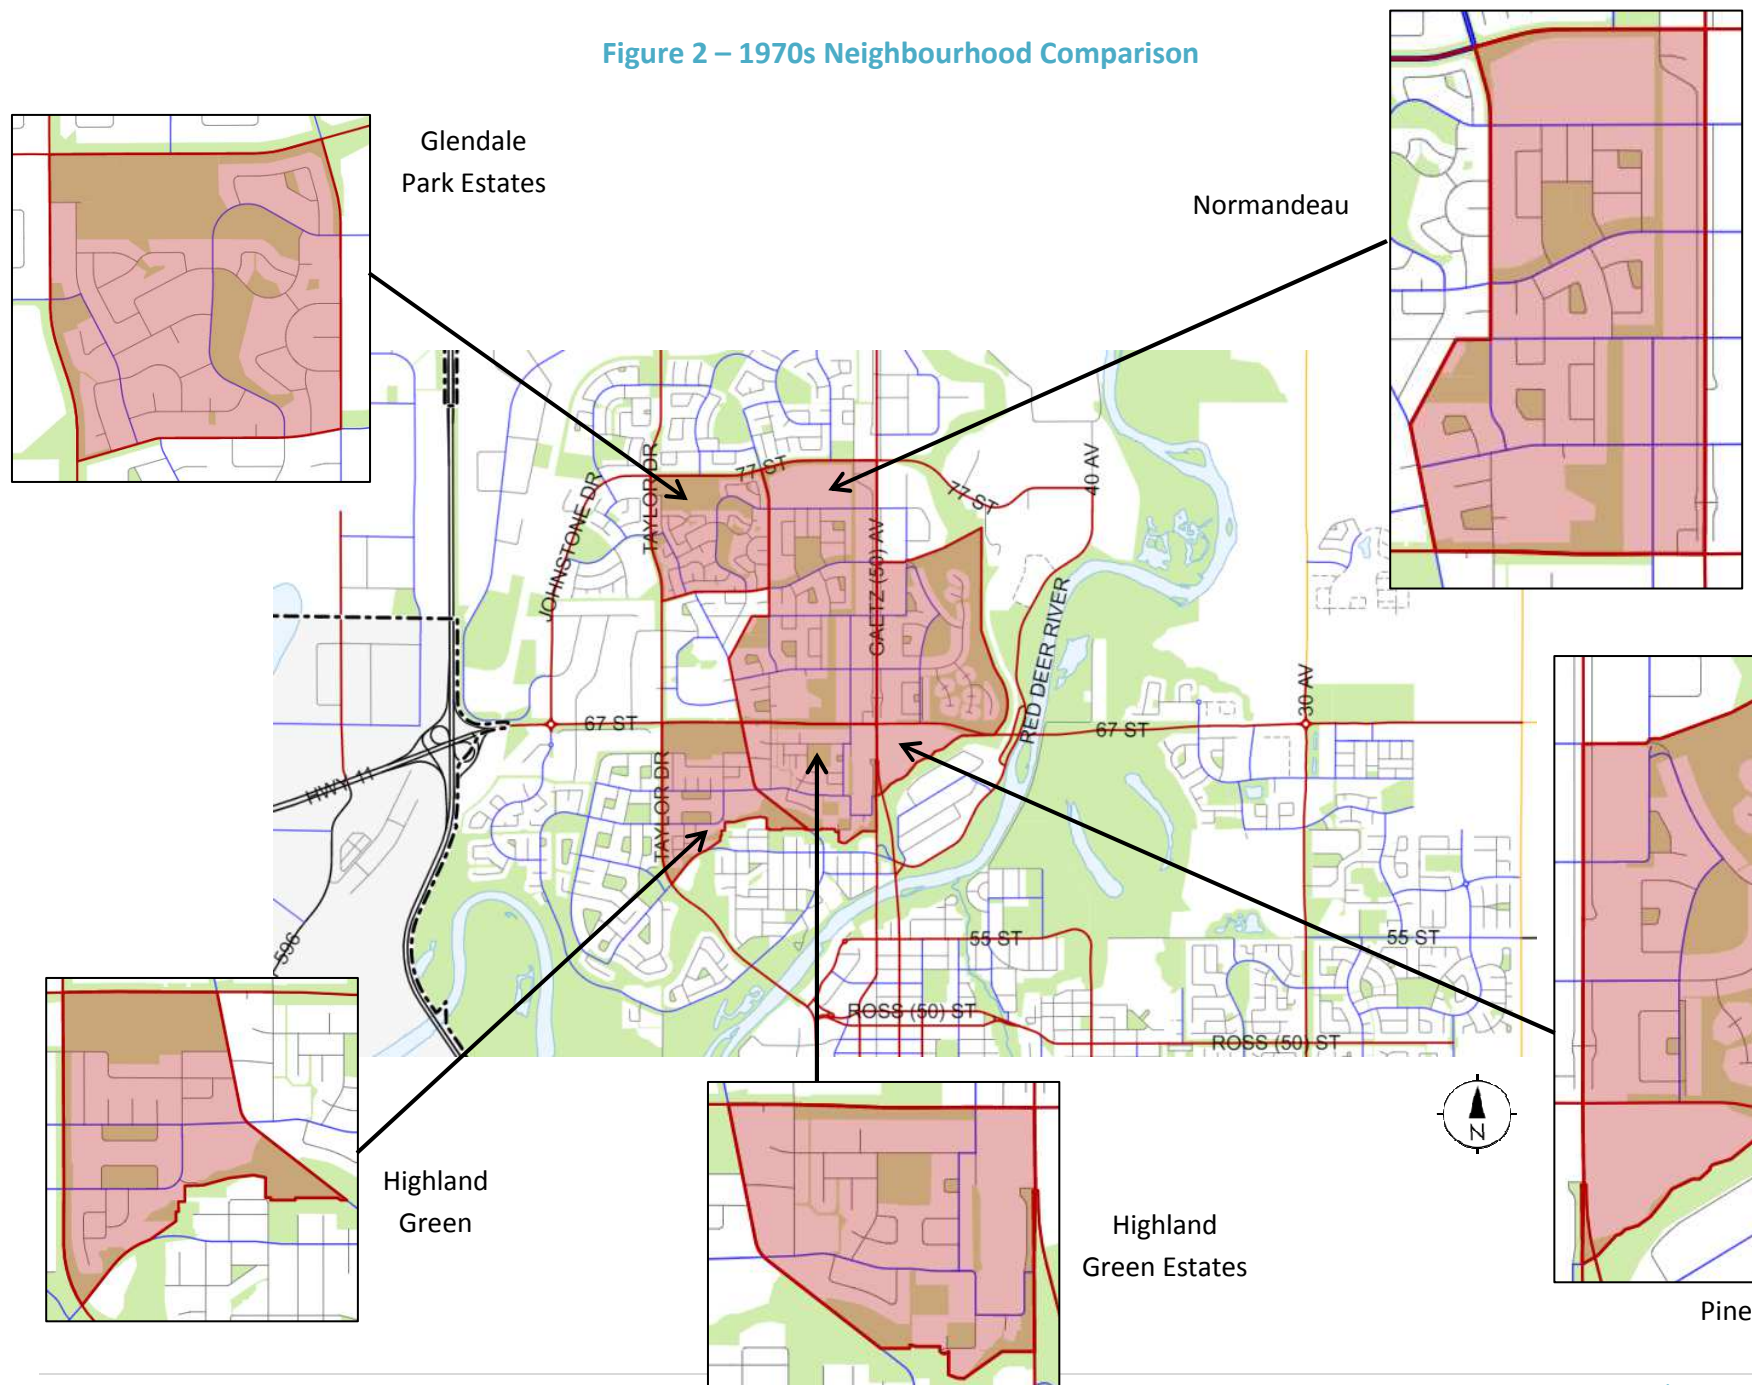 Figure 2 – 1970s Neighbourhood Comparison
Glendale
Park Estates
Normandeau
JOHNSTONE DR
TAYLOR DR
77 ST
GAETZ (50) AV
77 ST
40 AV
RED DEER RIVER
30 AV
67 ST
67 ST
HWY 11
TAYLOR DR
596
55 ST
55 ST
ROSS (50) ST
ROSS (50) ST
N
Highland
Green
Highland
Green Estates
Pine